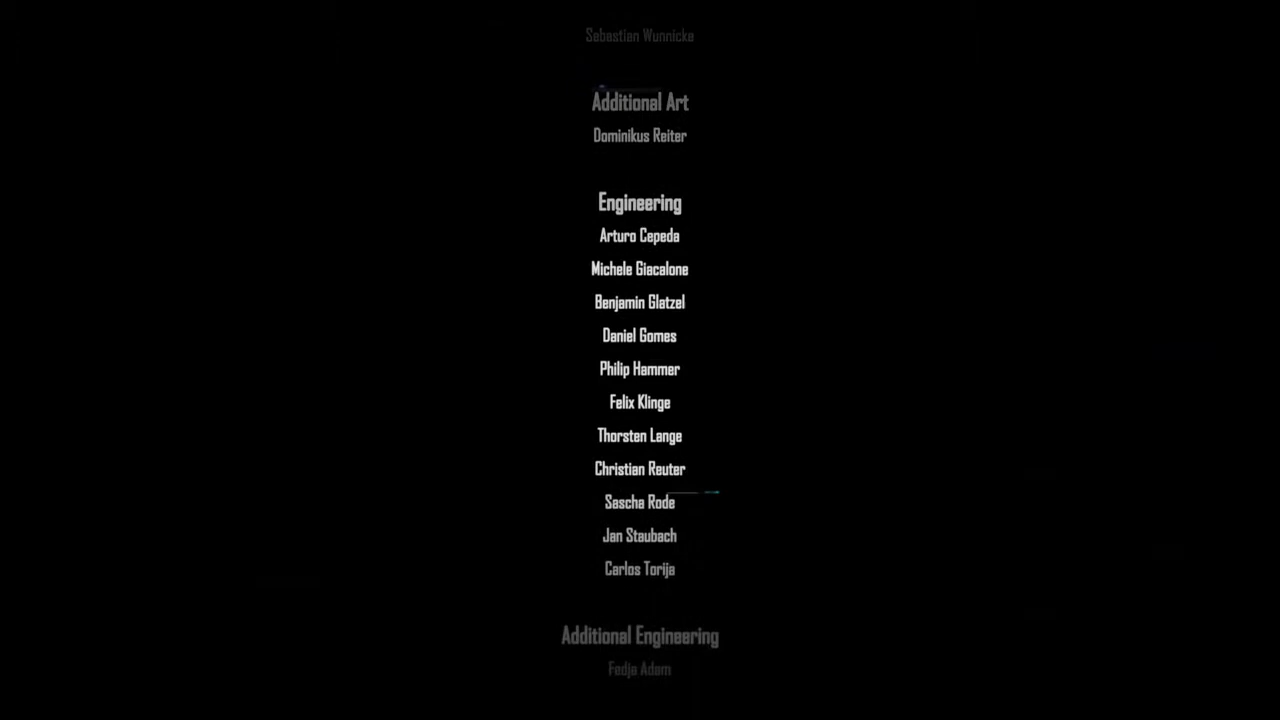 Sebastian Wunnicke
Additional Art
Dominikus Reiter
Engineering
Arturo Cepeda
Michele Giacalone
Benjamin Glatzel
Daniel Gomes
Philip Hammer
Felix Klinge
Thorsten Lange
Christian Reuter
Sascha Rode
Jan Staubach
Carlos Torija
Additional Engineering
Fedja Adam